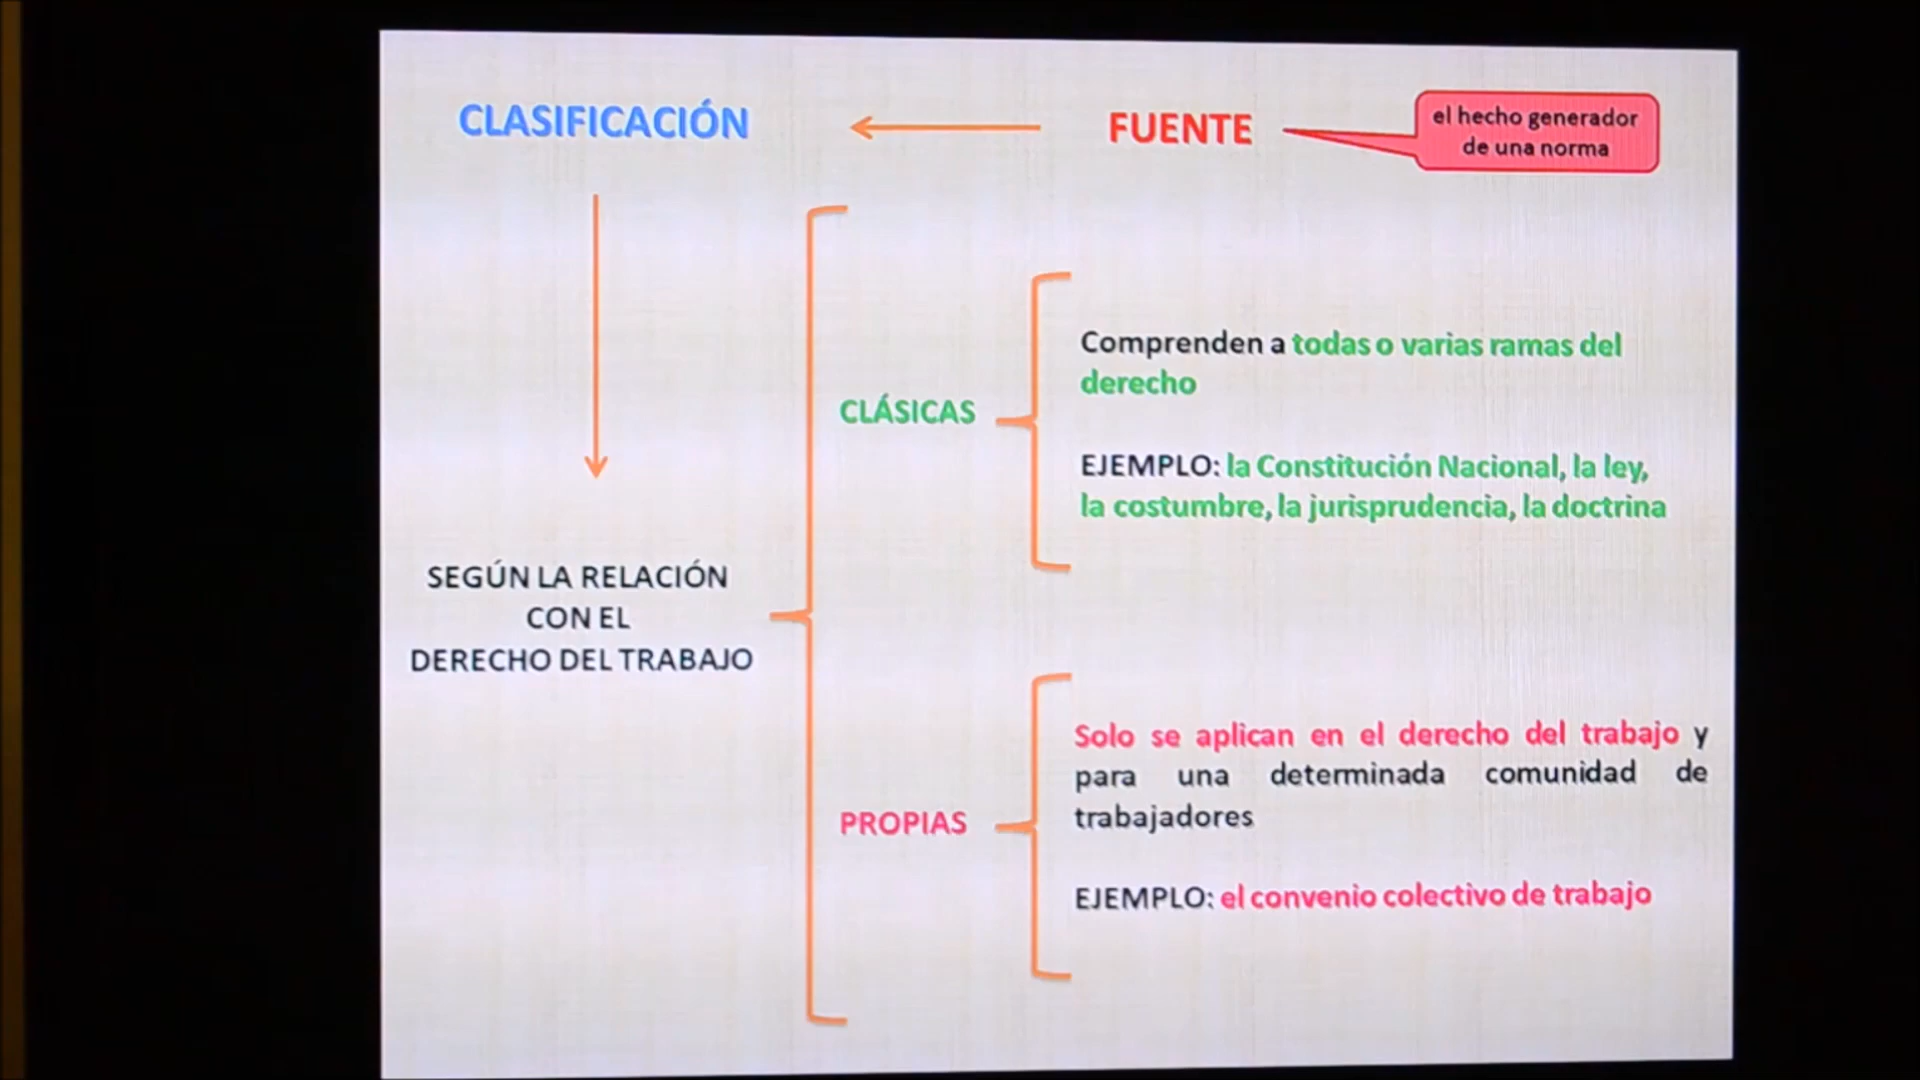 CLASIFICACIÓN
FUENTE
el hecho generador
de una norma
SEGÚN LA RELACIÓN
CON EL
DERECHO DEL TRABAJO
CLÁSICAS
Comprenden a todas o varias ramas del
derecho
EJEMPLO: la Constitución Nacional, la ley,
la costumbre, la jurisprudencia, la doctrina
PROPIAS
Solo se aplican en el derecho del trabajo y
para una determinada comunidad de
trabajadores
EJEMPLO: el convenio colectivo de trabajo